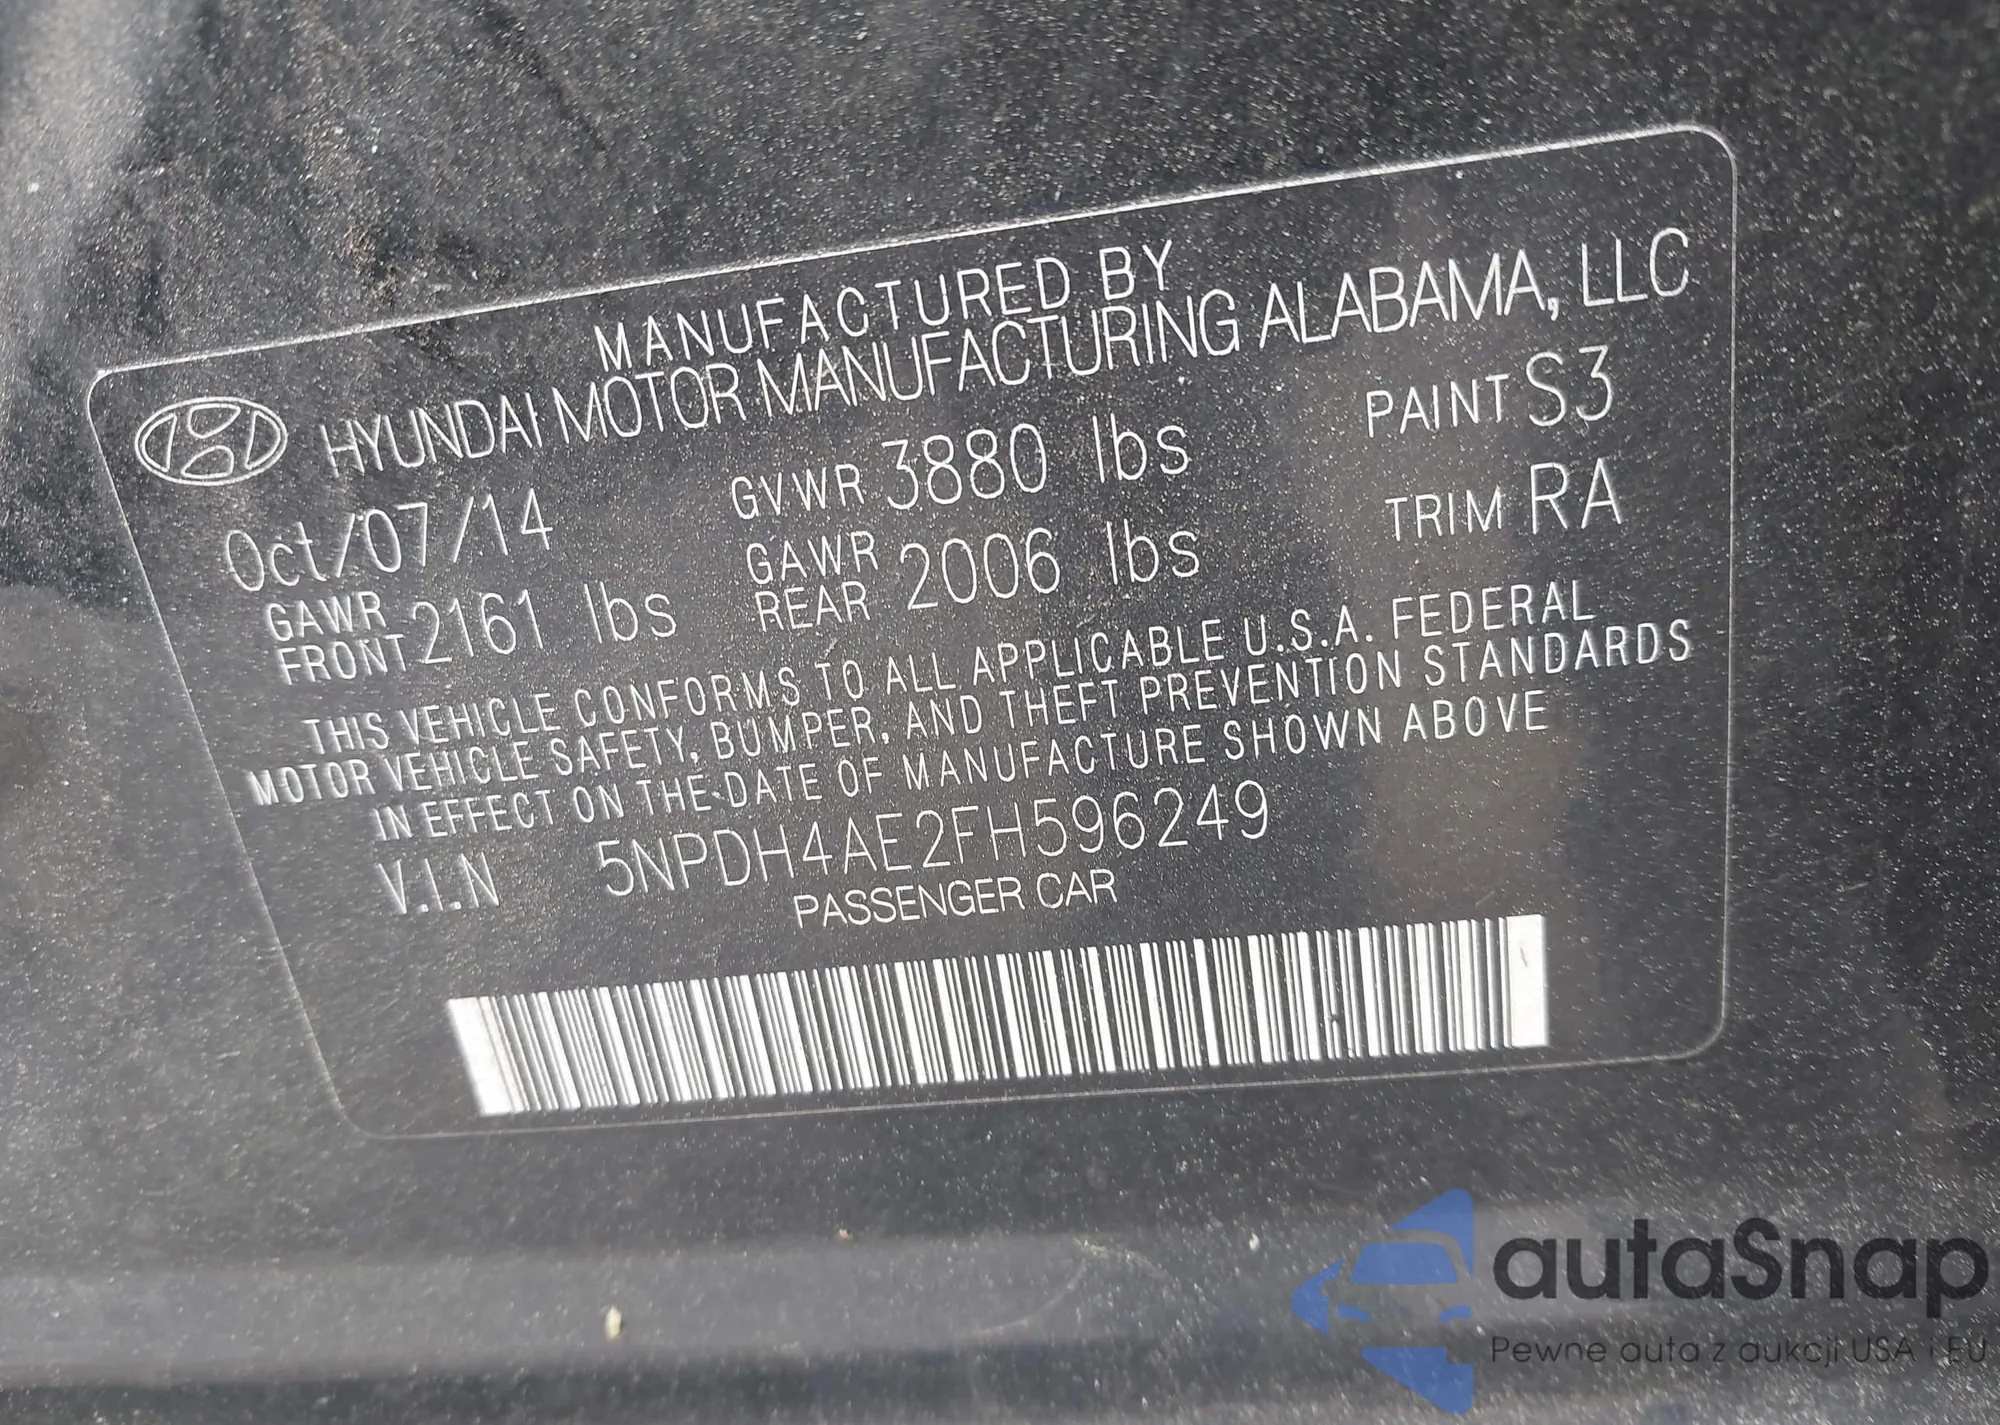 MANUFACTURED BY
HYUNDAI MOTOR MANUFACTURING ALABAMA, LLC
Oct/07/14 GVWR 3880 lbs PAINT S3
GAWR FRONT 2161 lbs GAWR REAR 2006 lbs TRIM RA
THIS VEHICLE CONFORMS TO ALL APPLICABLE U.S.A. FEDERAL
MOTOR VEHICLE SAFETY, BUMPER, AND THEFT PREVENTION STANDARDS
IN EFFECT ON THE DATE OF MANUFACTURE SHOWN ABOVE
V.I.N 5NPDH4AE2FH596249
PASSENGER CAR
autaSnap
Pewne auta z aukcji USA i EU